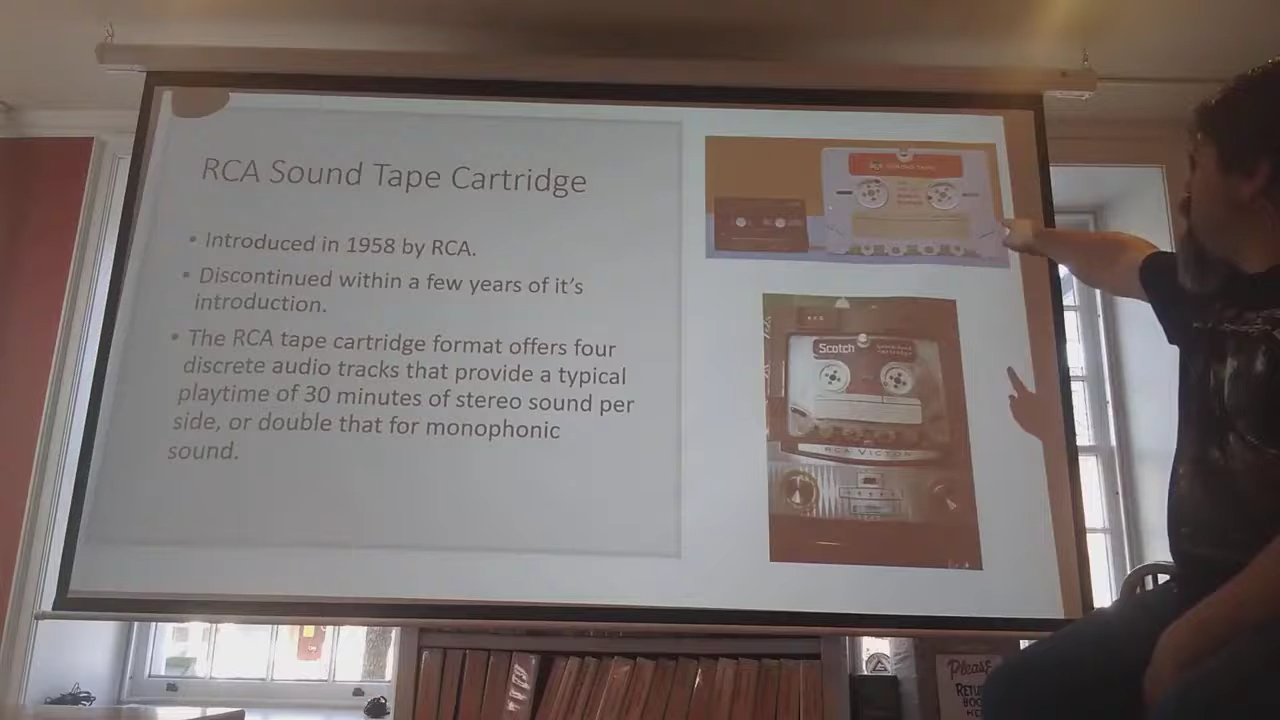 RCA Sound Tape Cartridge
• Introduced in 1958 by RCA.
• Discontinued within a few years of it's
introduction.
• The RCA tape cartridge format offers four
discrete audio tracks that provide a typical
playtime of 30 minutes of stereo sound per
side, or double that for monophonic
sound.
Scotch
RCA VICTOR
Please